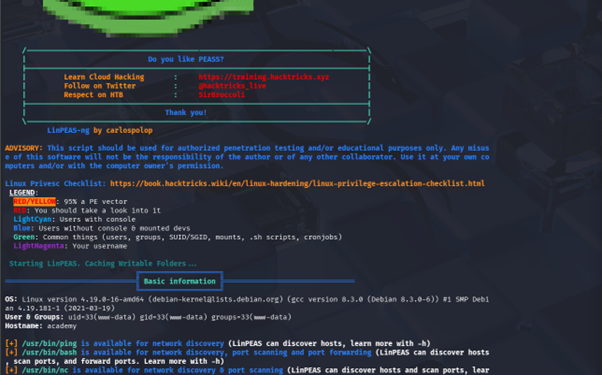 Do you like PEASS?
Learn Cloud Hacking : https://training.hacktricks.xyz
Follow on Twitter : @hacktricks_live
Respect on HTB : SirBroccoli
Thank you!
LinPEAS-ng by carlospolop
ADVISORY: This script should be used for authorized penetration testing and/or educational purposes only. Any misus
e of this software will not be the responsibility of the author or of any other collaborator. Use it at your own co
mputers and/or with the computer owner's permission.
Linux Privesc Checklist: https://book.hacktricks.wiki/en/linux-hardening/linux-privilege-escalation-checklist.html
LEGEND:
RED/YELLOW: 95% a PE vector
RED: You should take a look into it
LightCyan: Users with console
Blue: Users without console & mounted devs
Green: Common things (users, groups, SUID/SGID, mounts, .sh scripts, cronjobs)
LightMagenta: Your username
Starting LinPEAS. Caching Writable Folders...
Basic information
OS: Linux version 4.19.0-16-amd64 (debian-kernel@lists.debian.org) (gcc version 8.3.0 (Debian 8.3.0-6)) #1 SMP Debi
an 4.19.181-1 (2021-03-19)
User & Groups: uid=33(www-data) gid=33(www-data) groups=33(www-data)
Hostname: academy
[+] /usr/bin/ping is available for network discovery (LinPEAS can discover hosts, learn more with -h)
[+] /usr/bin/bash is available for network discovery, port scanning and port forwarding (LinPEAS can discover hosts
, scan ports, and forward ports. Learn more with -h)
[+] /usr/bin/nc is available for network discovery & port scanning (LinPEAS can discover hosts and scan ports, lear